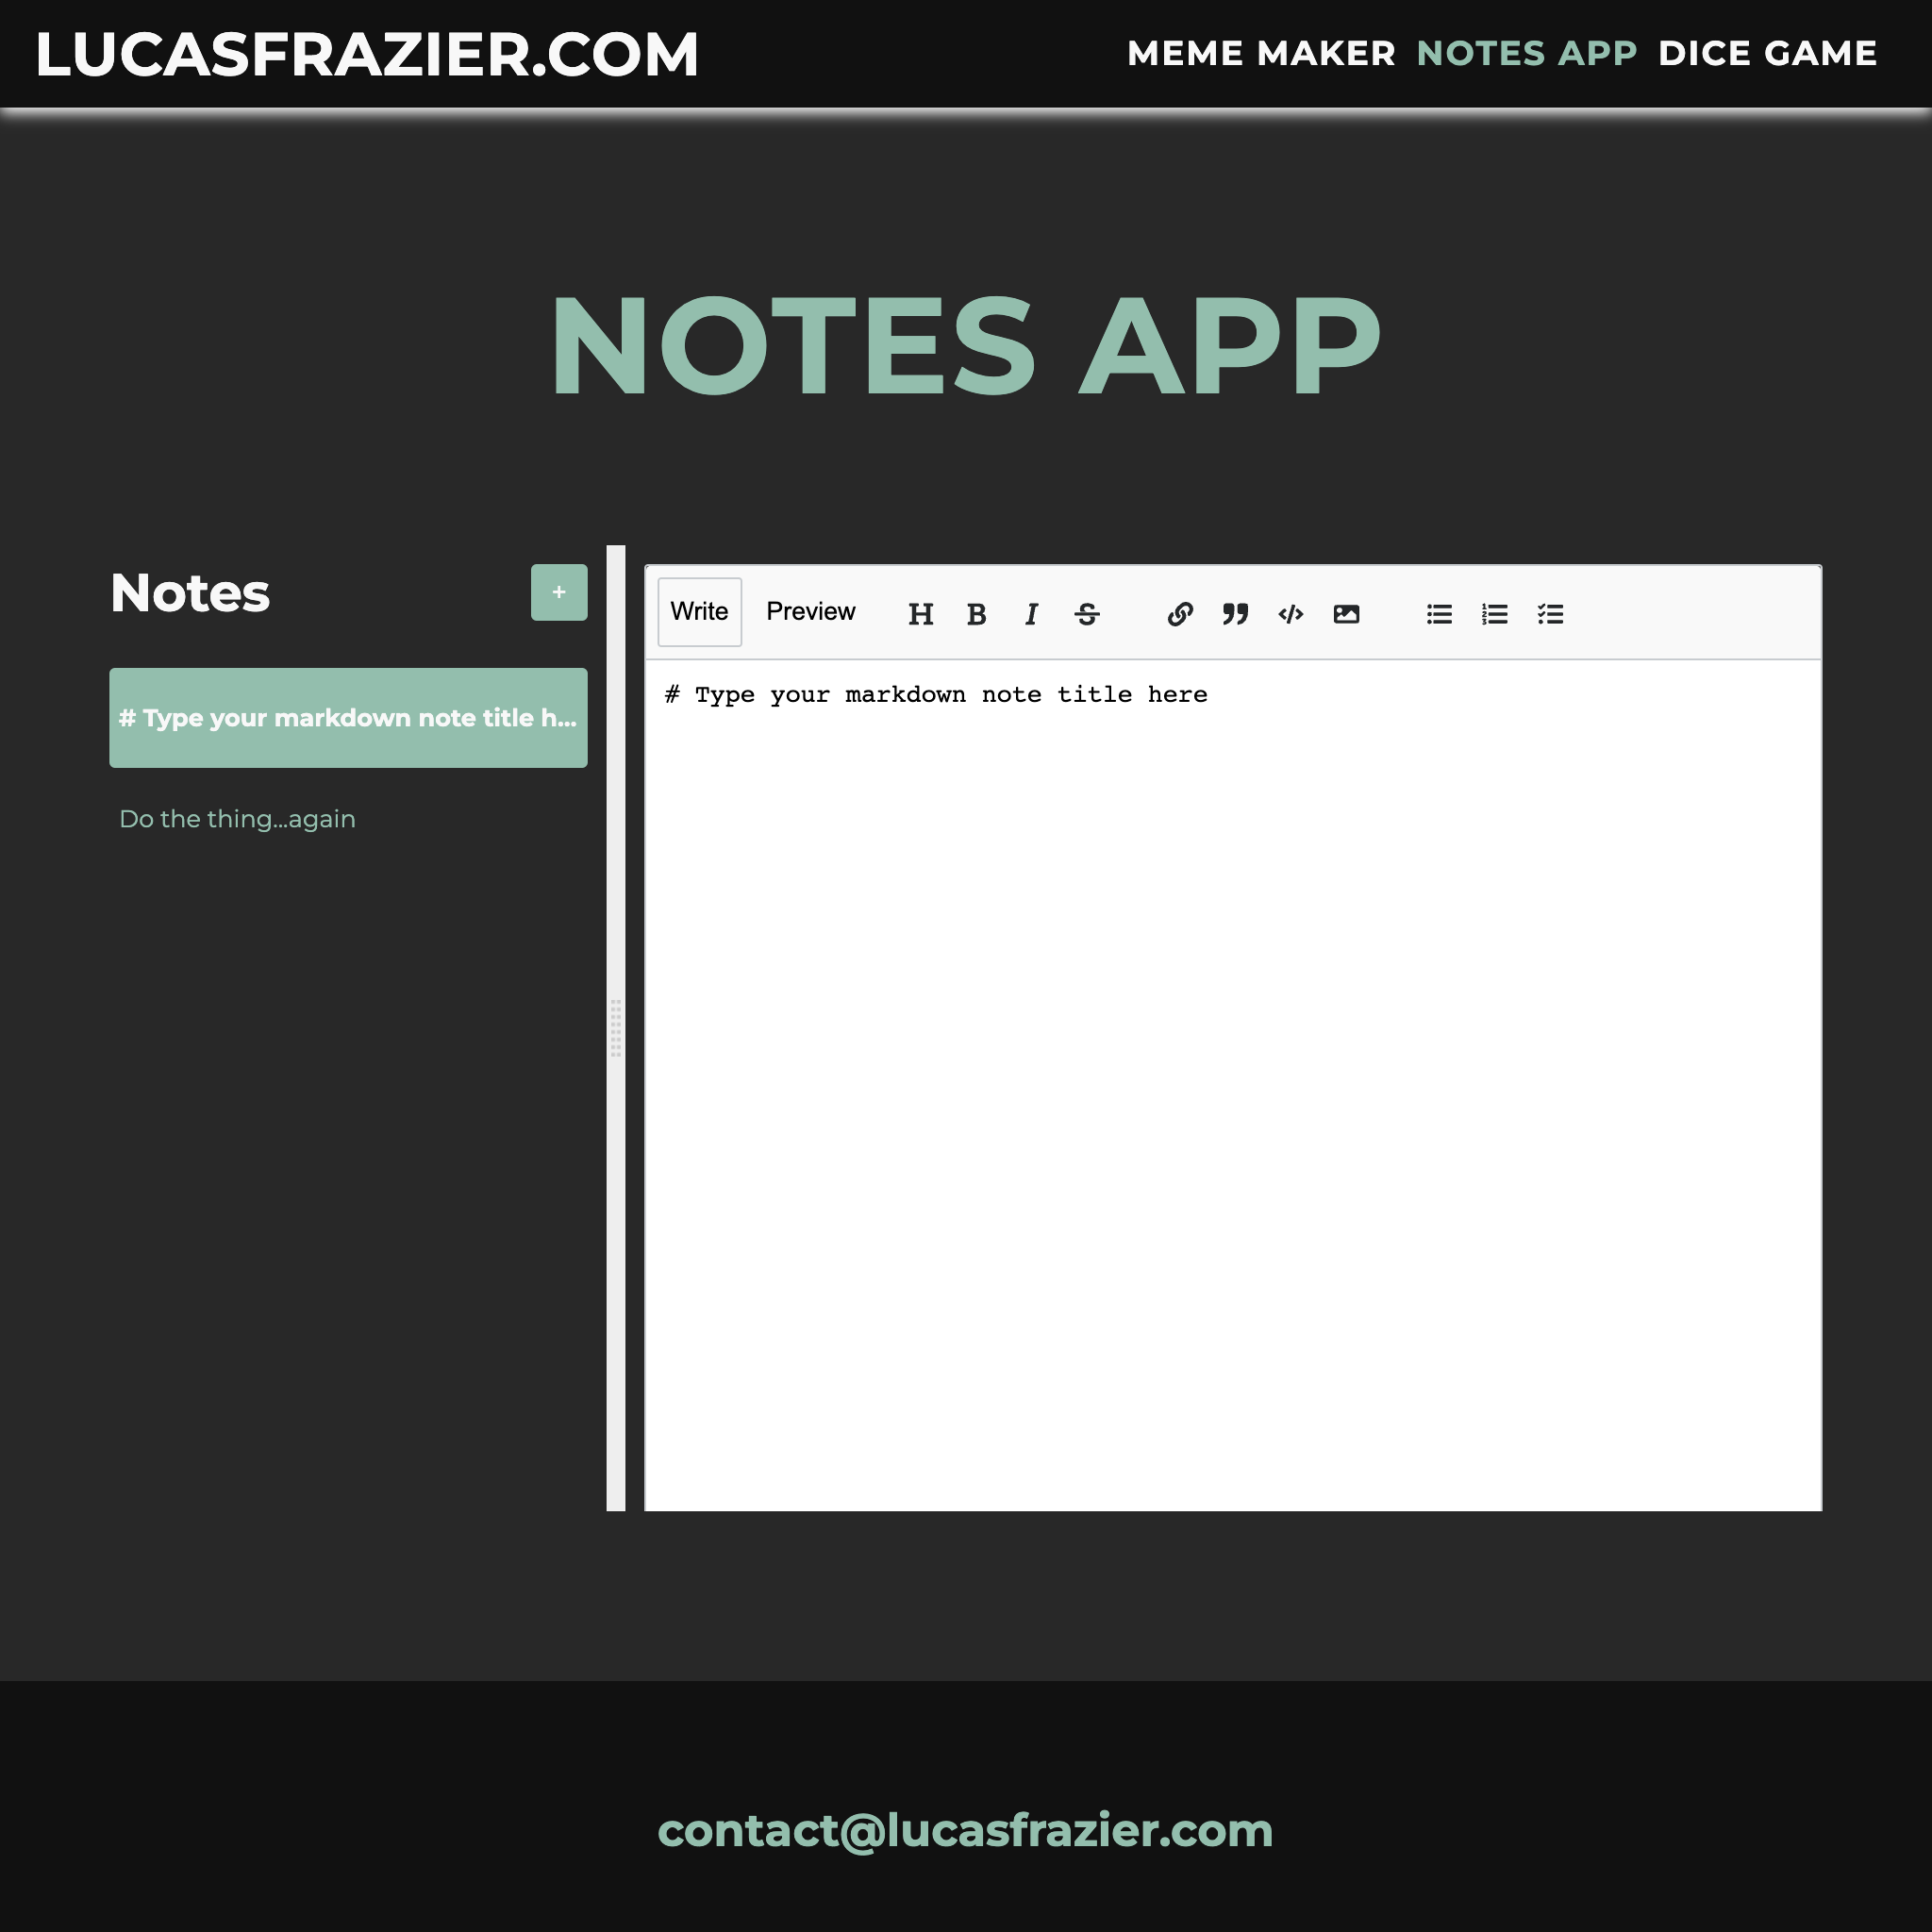 LUCASFRAZIER.COM
MEME MAKER NOTES APP DICE GAME
NOTES APP
Notes
+
# Type your markdown note title h...
Do the thing...again
Write Preview H B I S
# Type your markdown note title here
contact@lucasfrazier.com